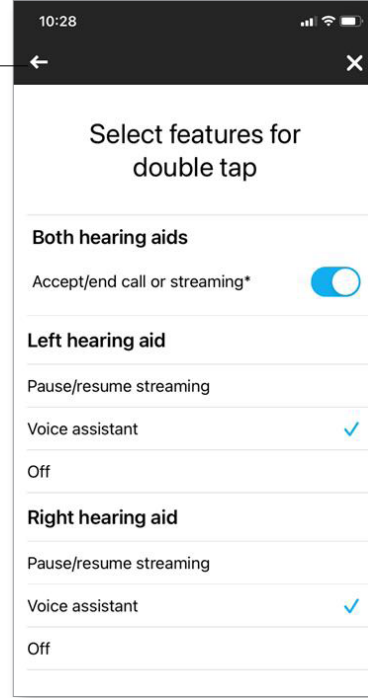 10:28
Select features for
double tap
Both hearing aids
Accept/end call or streaming*
Left hearing aid
Pause/resume streaming
Voice assistant
Off
Right hearing aid
Pause/resume streaming
Voice assistant
Off